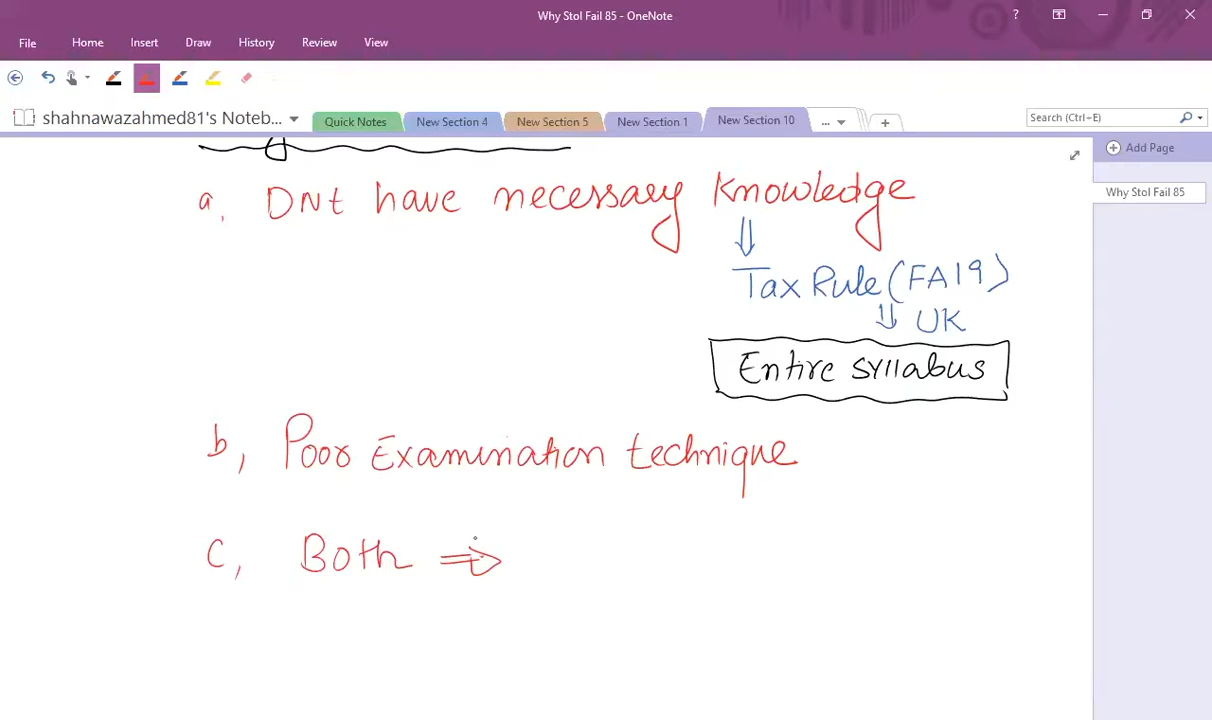 Why Stol Fail 85 - OneNote
?
File Home Insert Draw History Review View
shahnawazahmed81's Noteb... Quick Notes New Section 4 New Section 5 New Section 1 New Section 10 ... Search (Ctrl+E)
Add Page
Why Stol Fail 85
a, DNt have necessary Knowledge
Tax Rule (FA19)
UK
Entire syllabus
b, Poor Examination technique
C, Both ⇒